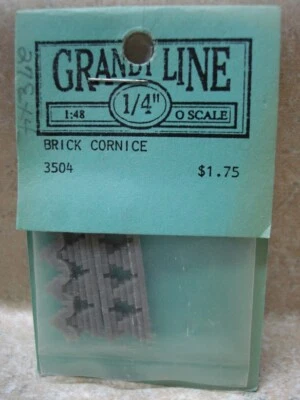 GRANDT LINE
1:48 1/4" O SCALE
BRICK CORNICE
3504 $1.75